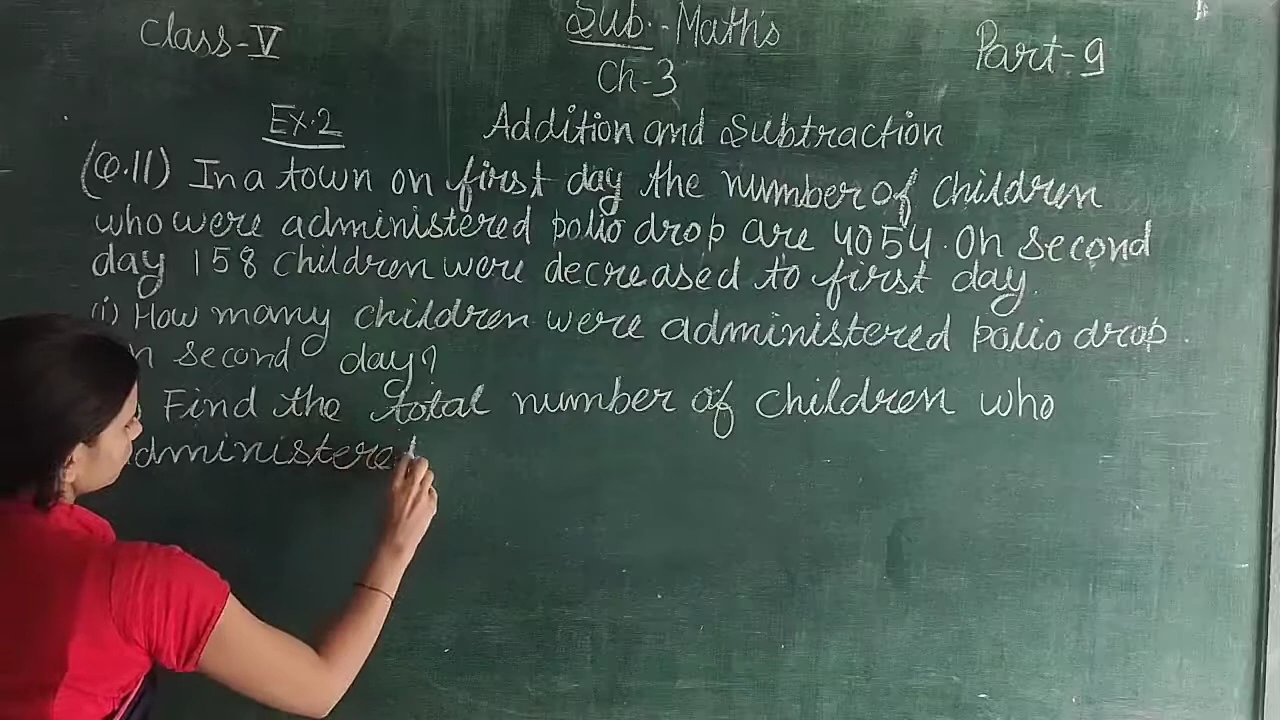 Class-V
Sub.-Maths
Part-9
Ch-3
Ex.2
Addition and Subtraction
(Q.11) In a town on first day the number of children
who were administered polio drop are 4054. On second
day 158 children were decreased to first day.
(i) How many children were administered polio drop
second day?
Find the total number of children who
administered